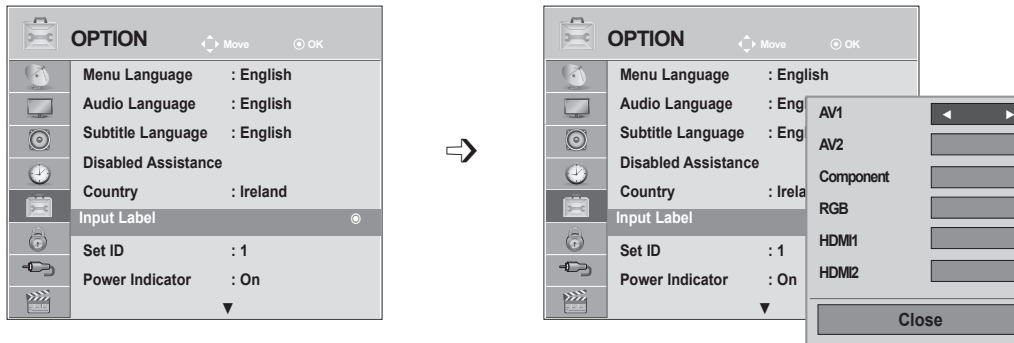 OPTION
Move
OK
Menu Language : English
Audio Language : English
Subtitle Language : English
Disabled Assistance
Country : Ireland
Input Label
Set ID : 1
Power Indicator : On
OPTION
Move
OK
Menu Language : English
Audio Language : Eng
Subtitle Language : Engl
Disabled Assistance
Country : Irela
Input Label
Set ID : 1
Power Indicator : On
AV1
AV2
Component
RGB
HDMI1
HDMI2
Close